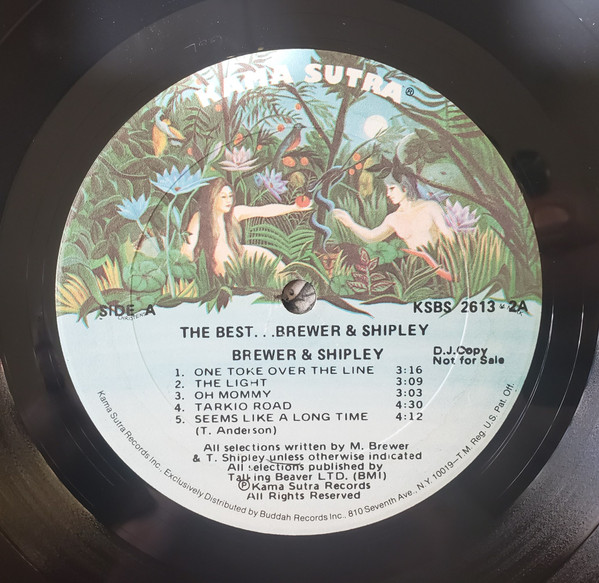 KAMA SUTRA®
SIDE A
KSBS 2613 2A
THE BEST. . .BREWER & SHIPLEY
BREWER & SHIPLEY
D.J.Copy
Not for Sale
1. ONE TOKE OVER THE LINE 3:16
2. THE LIGHT 3:09
3. OH MOMMY 3:03
4. TARKIO ROAD 4:30
5. SEEMS LIKE A LONG TIME 4:12
(T. Anderson)
All selections written by M. Brewer
& T. Shipley unless otherwise indicated
All selections published by
Talking Beaver LTD. (BMI)
Ⓟ Kama Sutra Records
All Rights Reserved
Kama Sutra Records Inc., Exclusively Distributed by Buddah Records Inc., 810 Seventh Ave., N.Y. 10019–T.M. Reg. U.S. Pat. Off.